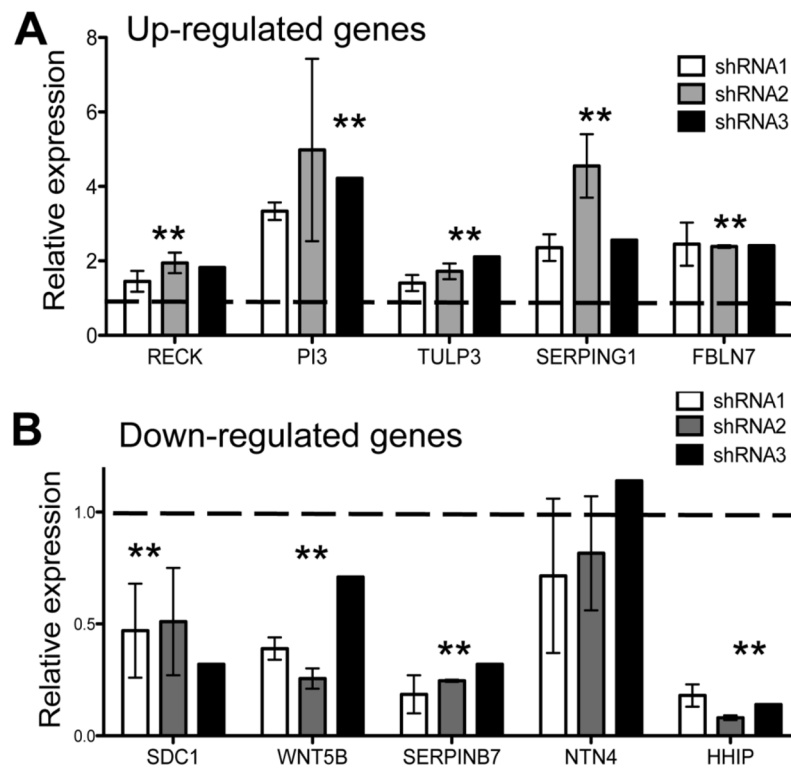 A
Up-regulated genes
8
6
4
2
0
Relative expression
shRNA1
shRNA2
shRNA3
**
**
**
**
**
RECK PI3 TULP3 SERPING1 FBLN7
B
Down-regulated genes
1.0
0.5
0.0
Relative expression
shRNA1
shRNA2
shRNA3
**
**
**
**
SDC1 WNT5B SERPINB7 NTN4 HHIP